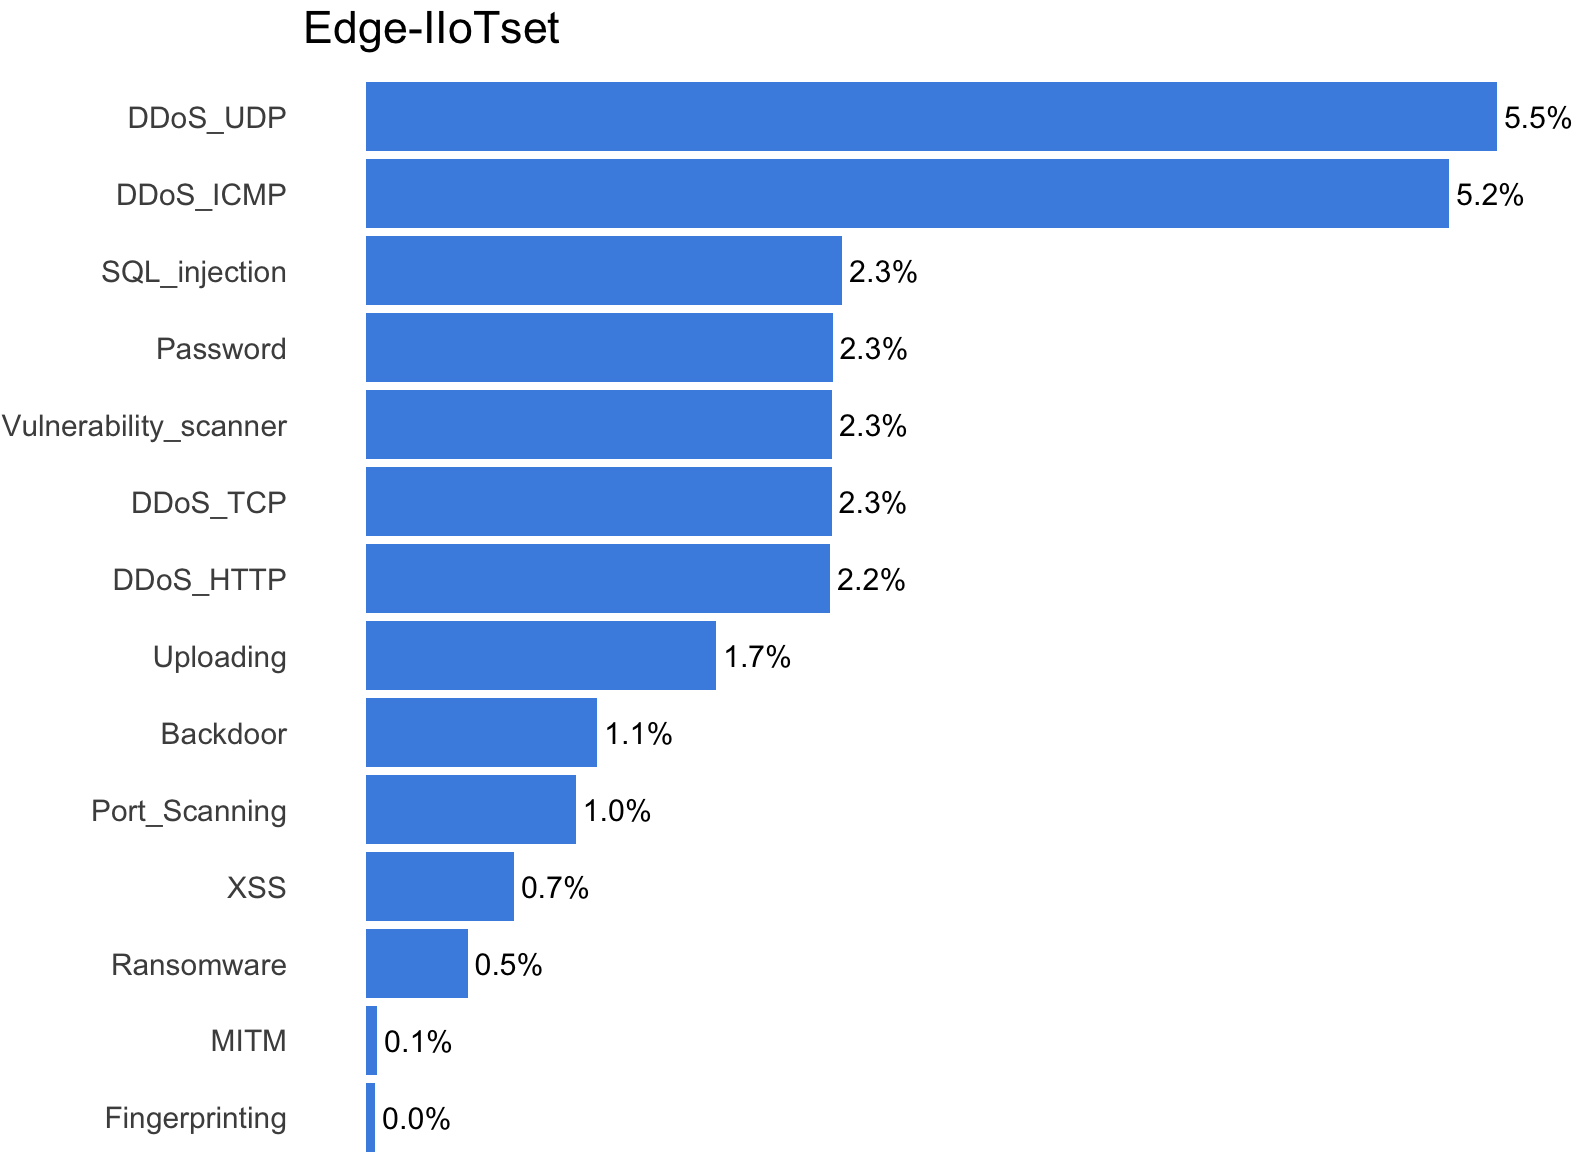 Edge-IIoTset
DDoS_UDP 5.5%
DDoS_ICMP 5.2%
SQL_injection 2.3%
Password 2.3%
Vulnerability_scanner 2.3%
DDoS_TCP 2.3%
DDoS_HTTP 2.2%
Uploading 1.7%
Backdoor 1.1%
Port_Scanning 1.0%
XSS 0.7%
Ransomware 0.5%
MITM 0.1%
Fingerprinting 0.0%